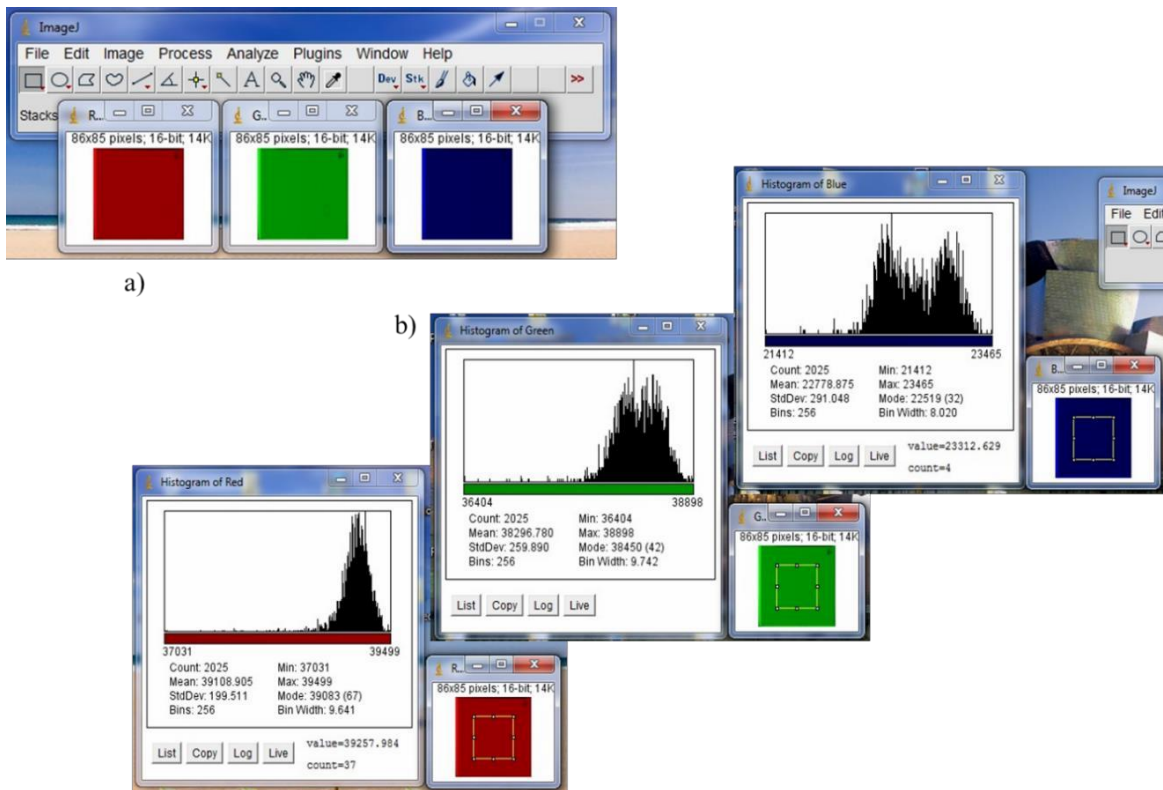 ImageJ
File Edit Image Process Analyze Plugins Window Help
A Dev Stk >>
Stacks
R... G.. B...
86x85 pixels; 16-bit; 14K 86x85 pixels; 16-bit; 14K 86x85 pixels; 16-bit; 14K
a)
b)
Histogram of Blue
21412 23465
Count: 2025 Min: 21412
Mean: 22778.875 Max: 23465
StdDev: 291.048 Mode: 22519 (32)
Bins: 256 Bin Width: 8.020
List Copy Log Live
value=23312.629
count=4
ImageJ
File Edit
B...
86x85 pixels; 16-bit; 14K
Histogram of Green
36404 38898
Count: 2025 Min: 36404
Mean: 38296.780 Max: 38898
StdDev: 259.890 Mode: 38450 (42)
Bins: 256 Bin Width: 9.742
List Copy Log Live
G..
86x85 pixels; 16-bit; 14K
Histogram of Red
37031 39499
Count: 2025 Min: 37031
Mean: 39108.905 Max: 39499
StdDev: 199.511 Mode: 39083 (67)
Bins: 256 Bin Width: 9.641
List Copy Log Live
value=39257.984
count=37
R...
86x85 pixels; 16-bit; 14K